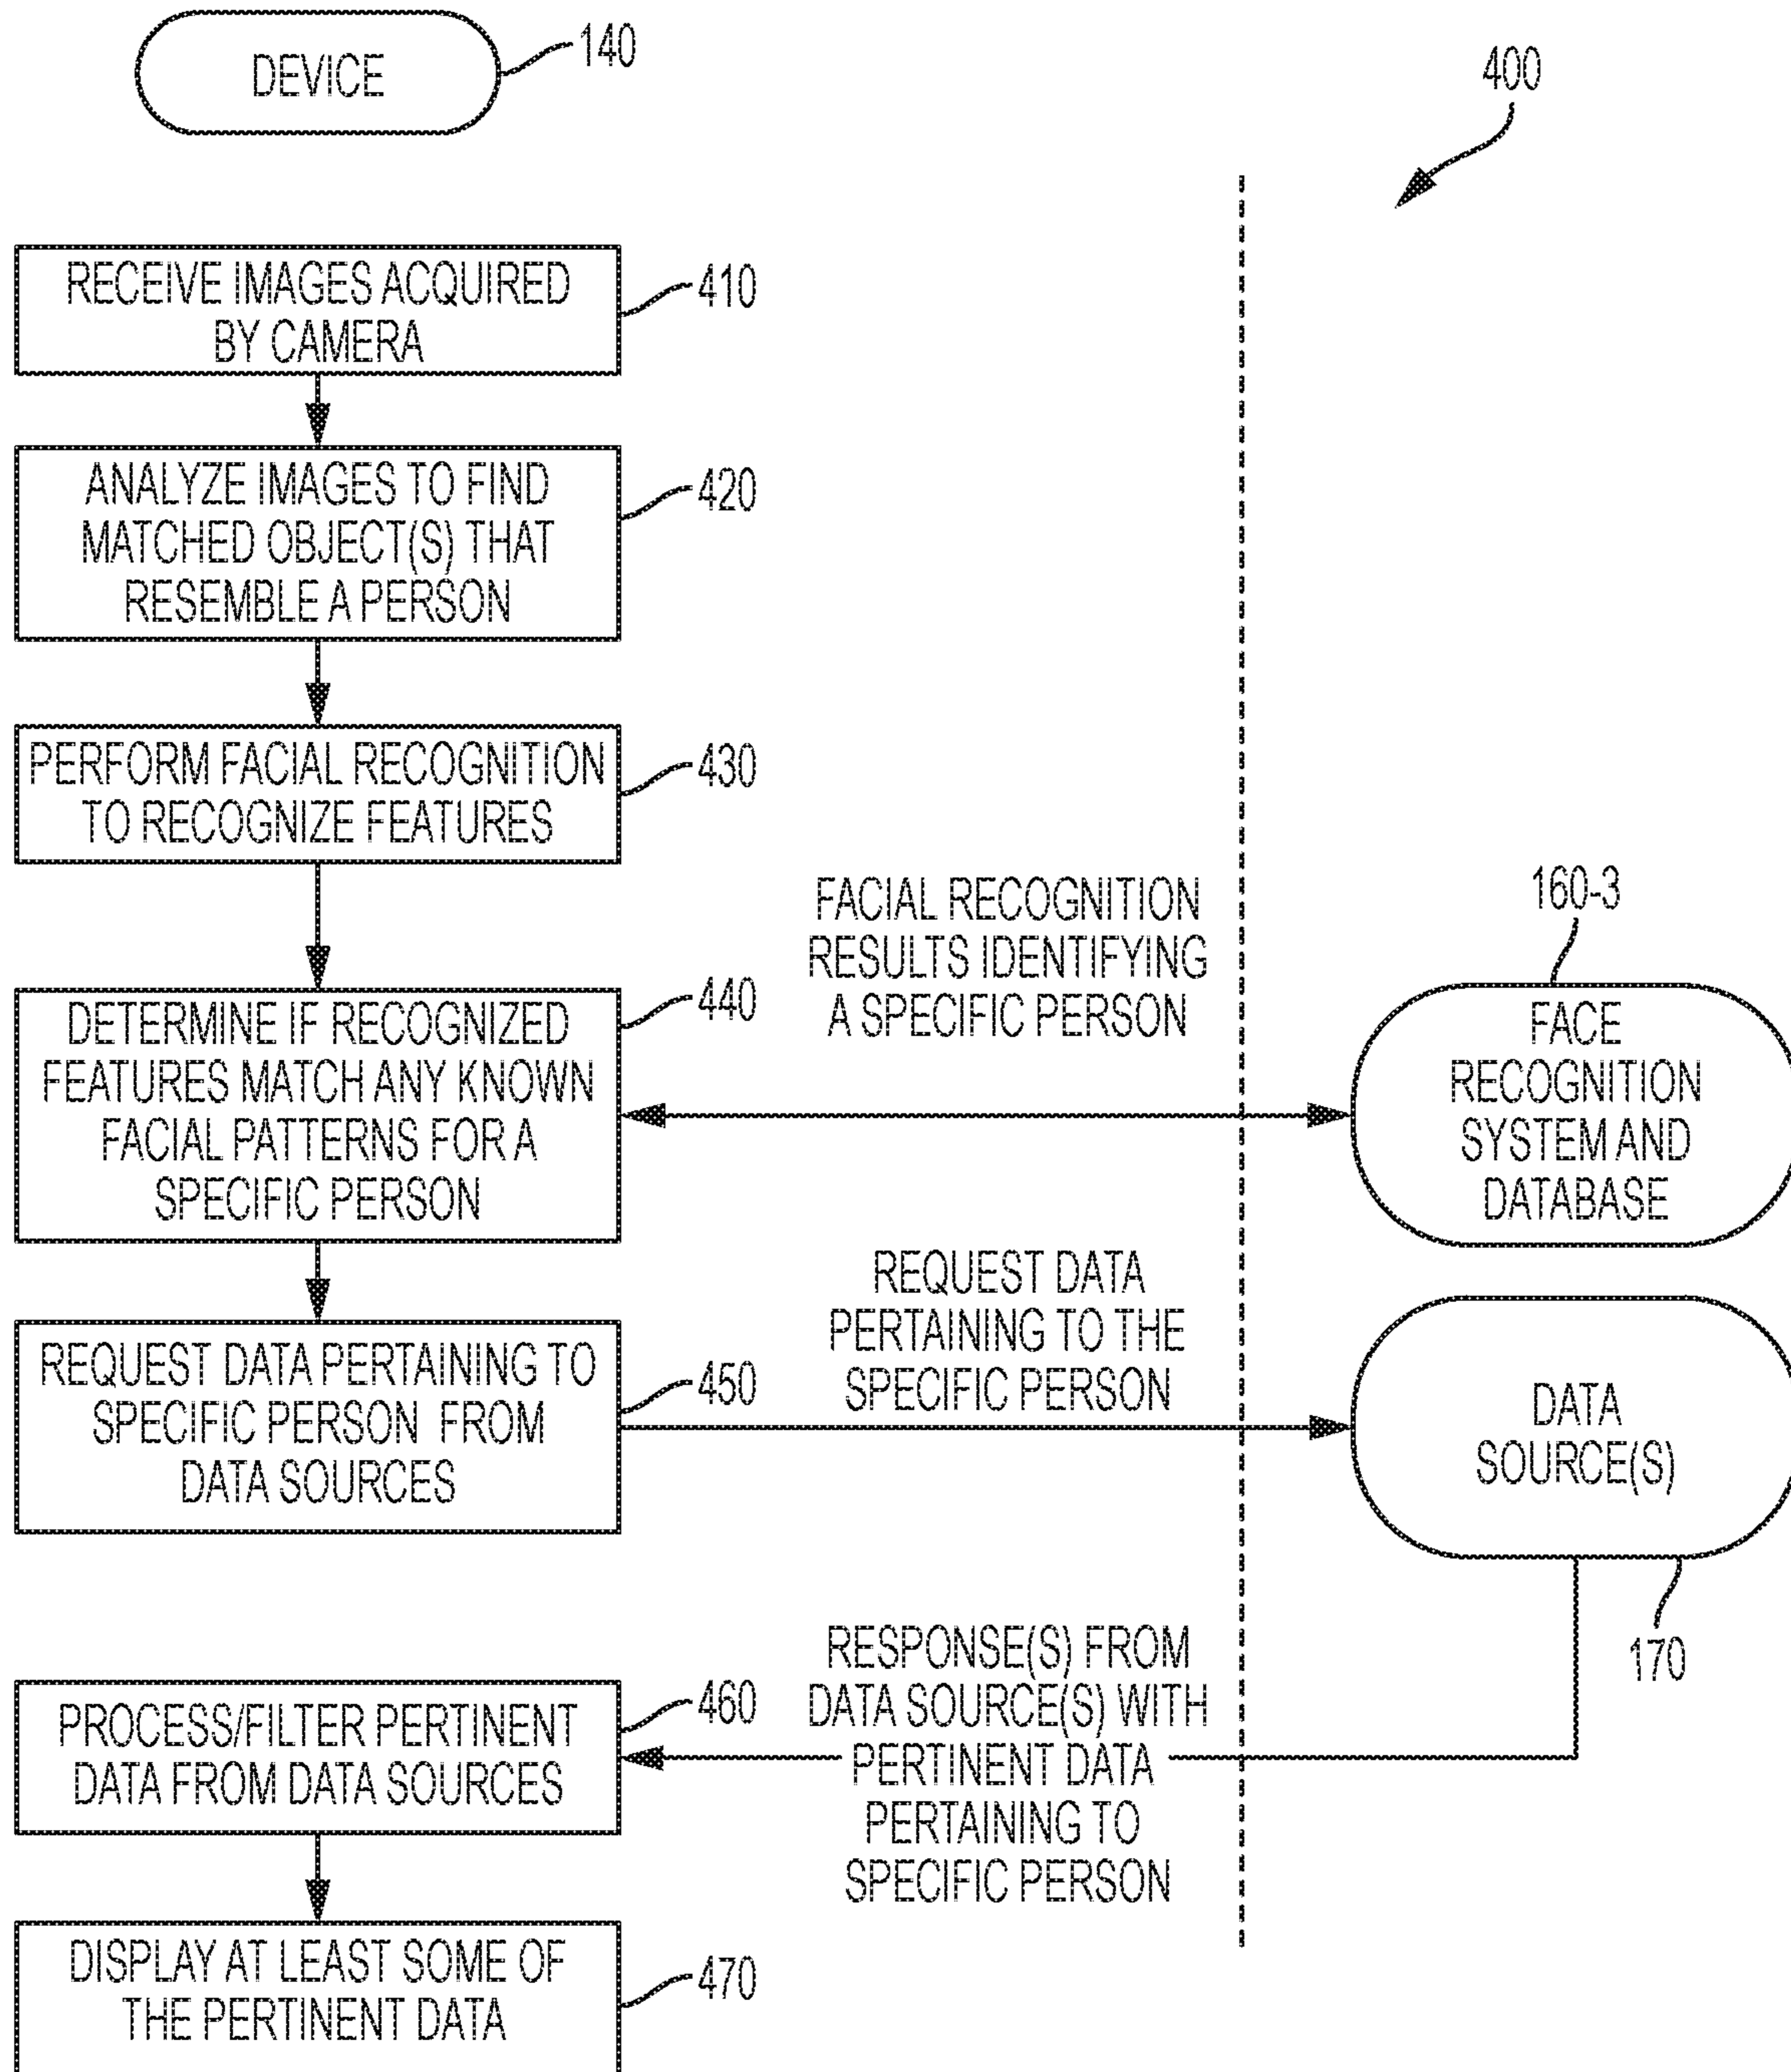 DEVICE
140
400
RECEIVE IMAGES ACQUIRED
BY CAMERA
410
ANALYZE IMAGES TO FIND
MATCHED OBJECT(S) THAT
RESEMBLE A PERSON
420
PERFORM FACIAL RECOGNITION
TO RECOGNIZE FEATURES
430
DETERMINE IF RECOGNIZED
FEATURES MATCH ANY KNOWN
FACIAL PATTERNS FOR A
SPECIFIC PERSON
440
FACIAL RECOGNITION
RESULTS IDENTIFYING
A SPECIFIC PERSON
160-3
FACE
RECOGNITION
SYSTEM AND
DATABASE
REQUEST DATA PERTAINING TO
SPECIFIC PERSON FROM
DATA SOURCES
450
REQUEST DATA
PERTAINING TO THE
SPECIFIC PERSON
DATA
SOURCE(S)
170
PROCESS/FILTER PERTINENT
DATA FROM DATA SOURCES
460
RESPONSE(S) FROM
DATA SOURCE(S) WITH
PERTINENT DATA
PERTAINING TO
SPECIFIC PERSON
DISPLAY AT LEAST SOME OF
THE PERTINENT DATA
470